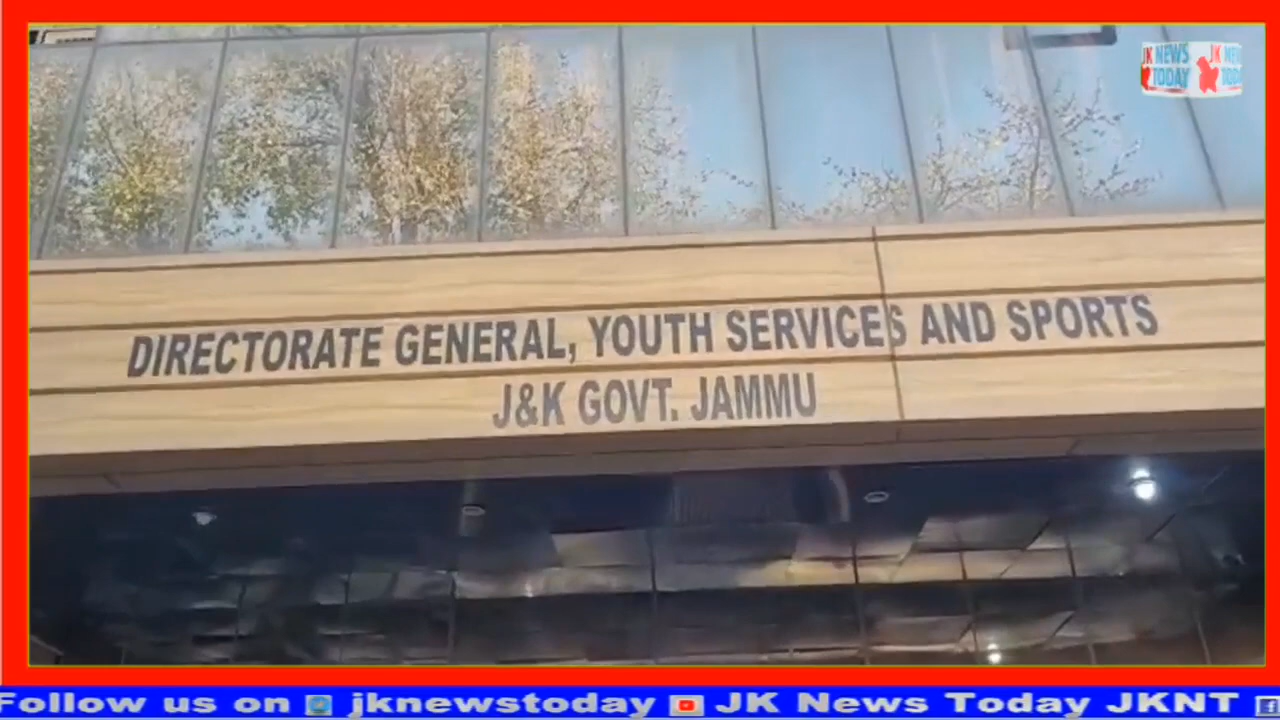 JK NEWS TODAY
DIRECTORATE GENERAL, YOUTH SERVICES AND SPORTS
J&K GOVT. JAMMU
Follow us on jknewstoday JK News Today JKNT